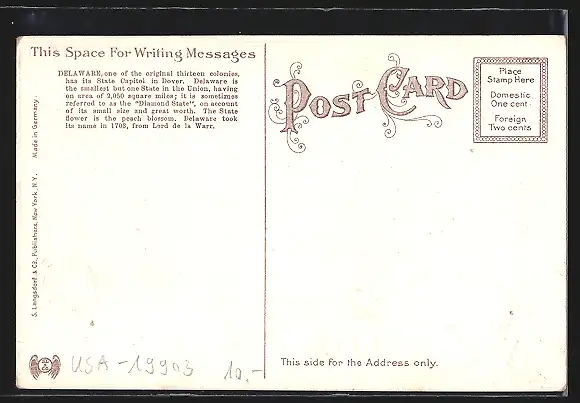 This Space For Writing Messages
DELAWARE, one of the original thirteen colonies,
has its State Capitol in Dover. Delaware is
the smallest but one State in the Union, having
an area of 2,050 square miles; it is sometimes
referred to as the "Diamond State", on account
of its small size and great worth. The State
flower is the peach blossom. Delaware took
its name in 1703, from Lord de la Warr.
S. Langsdorf & Co., Publishers, New York, N.Y. Made in Germany.
POST CARD
Place
Stamp Here
Domestic
One cent
Foreign
Two cents
This side for the Address only.
USA-19903 10.-